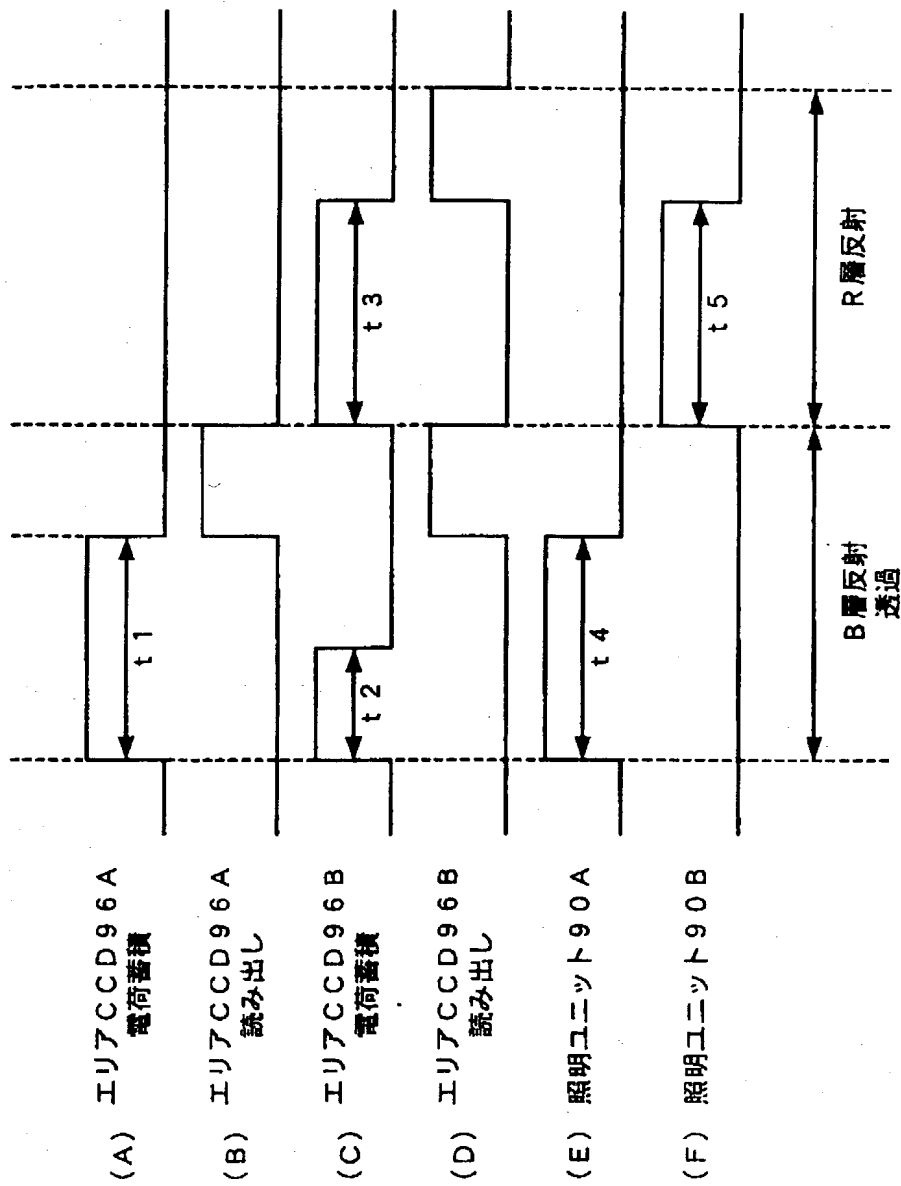 (A) エリアCCD96A
電荷蓄積
t1
(B) エリアCCD96A
読み出し
(C) エリアCCD96B
電荷蓄積
t2
t3
(D) エリアCCD96B
読み出し
(E) 照明ユニット90A
t4
(F) 照明ユニット90B
t5
B層反射
透過
R層反射